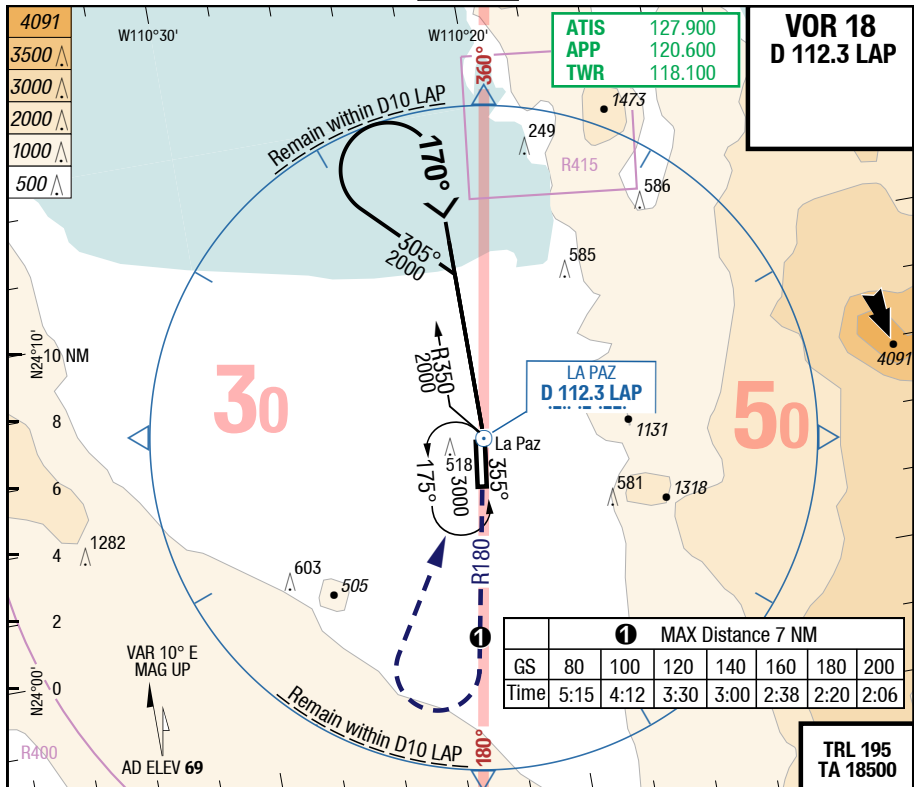 4091
3500
3000
2000
1000
500
W110°30'
W110°20'
360°
ATIS 127.900
APP 120.600
TWR 118.100
VOR 18
D 112.3 LAP
Remain within D10 LAP
170°
1473
249
R415
586
305°
2000
585
N24°10'
10 NM
R350
2000
30
LA PAZ
D 112.3 LAP
50
4091
La Paz
1131
8
518
175°
3000
355°
581
1318
6
1282
4
603
505
R180
2
1
1 MAX Distance 7 NM
GS 80 100 120 140 160 180 200
Time 5:15 4:12 3:30 3:00 2:38 2:20 2:06
VAR 10° E
MAG UP
N24°00'
0
Remain within D10 LAP
R400
AD ELEV 69
180°
TRL 195
TA 18500